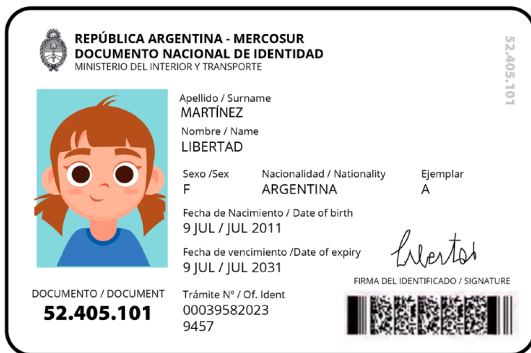 REPÚBLICA ARGENTINA - MERCOSUR
DOCUMENTO NACIONAL DE IDENTIDAD
MINISTERIO DEL INTERIOR Y TRANSPORTE
52.405.101
Apellido / Surname
MARTÍNEZ
Nombre / Name
LIBERTAD
Sexo /Sex Nacionalidad / Nationality Ejemplar
F ARGENTINA A
Fecha de Nacimiento / Date of birth
9 JUL / JUL 2011
Fecha de vencimiento /Date of expiry
9 JUL / JUL 2031
Libertad
FIRMA DEL IDENTIFICADO / SIGNATURE
DOCUMENTO / DOCUMENT
52.405.101
Trámite Nº / Of. Ident
00039582023
9457